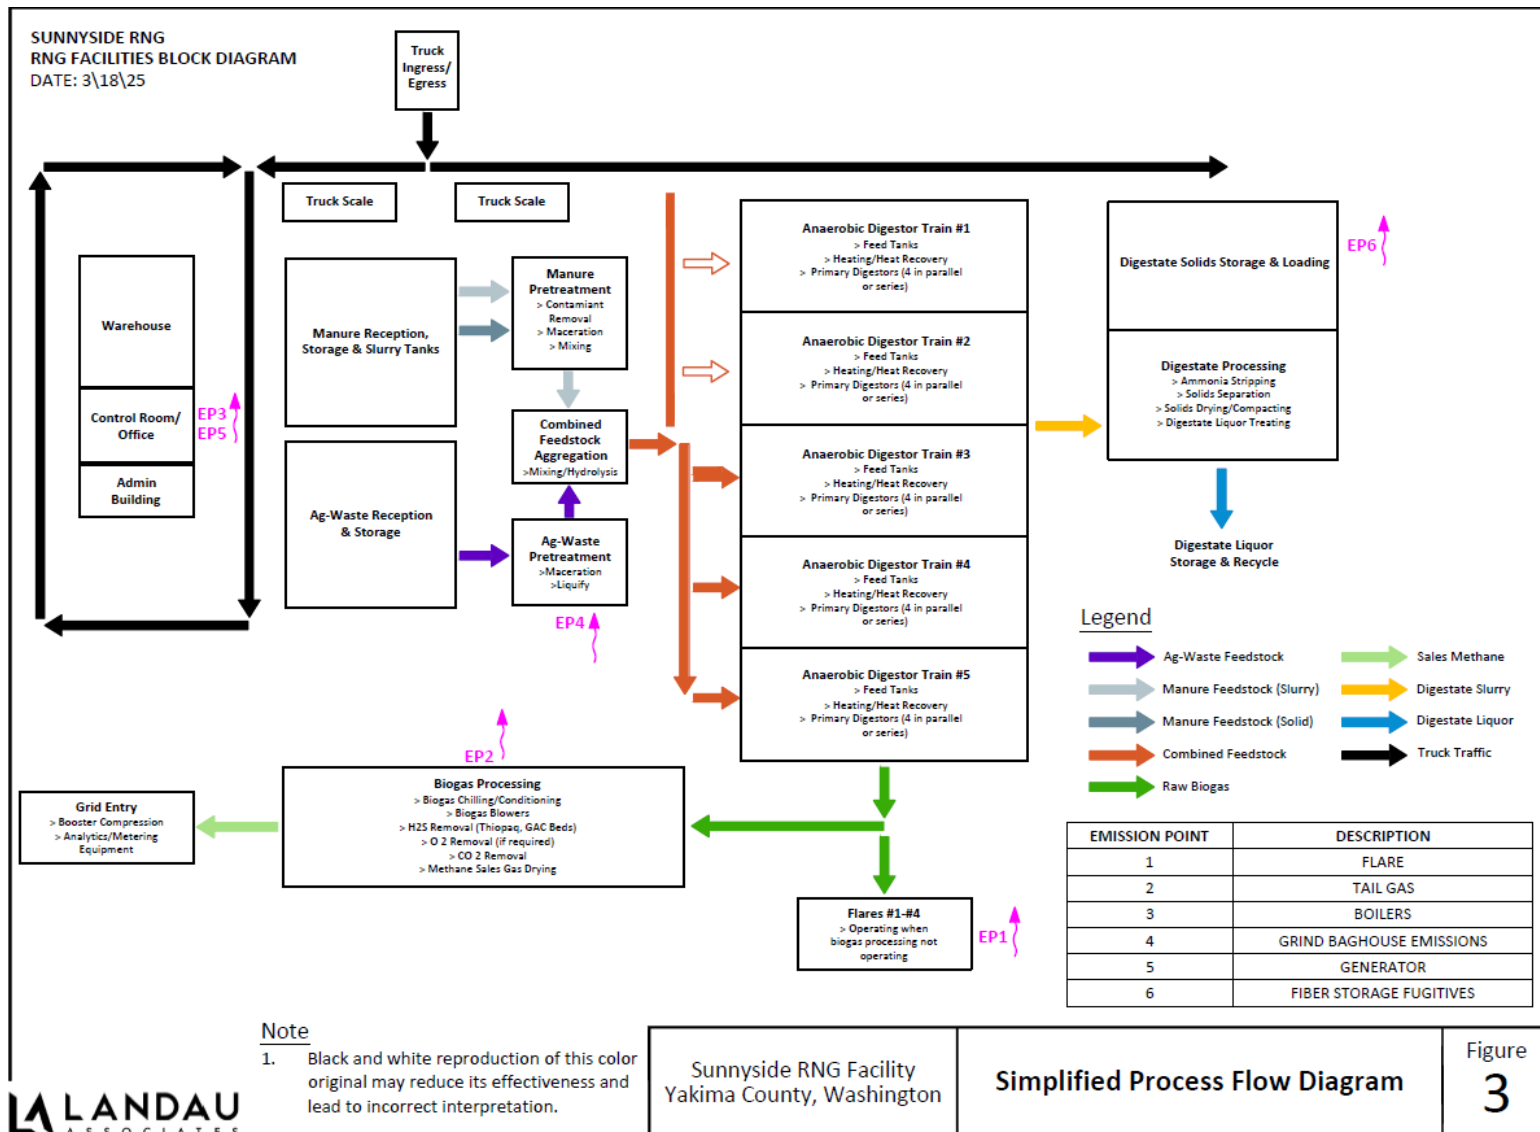 SUNNYSIDE RNG
RNG FACILITIES BLOCK DIAGRAM
DATE: 3\18\25
Truck
Ingress/
Egress
Truck Scale
Truck Scale
Warehouse
Control Room/
Office
Admin
Building
EP3
EP5
Manure Reception,
Storage & Slurry Tanks
Ag-Waste Reception
& Storage
Manure
Pretreatment
> Contamiant
Removal
> Maceration
> Mixing
Combined
Feedstock
Aggregation
>Mixing/Hydrolysis
Ag-Waste
Pretreatment
>Maceration
>Liquify
EP4
Anaerobic Digestor Train #1
> Feed Tanks
> Heating/Heat Recovery
> Primary Digestors (4 in parallel
or series)
Anaerobic Digestor Train #2
> Feed Tanks
> Heating/Heat Recovery
> Primary Digestors (4 in parallel
or series)
Anaerobic Digestor Train #3
> Feed Tanks
> Heating/Heat Recovery
> Primary Digestors (4 in parallel
or series)
Anaerobic Digestor Train #4
> Feed Tanks
> Heating/Heat Recovery
> Primary Digestors (4 in parallel
or series)
Anaerobic Digestor Train #5
> Feed Tanks
> Heating/Heat Recovery
> Primary Digestors (4 in parallel
or series)
Digestate Solids Storage & Loading
EP6
Digestate Processing
> Ammonia Stripping
> Solids Separation
> Solids Drying/Compacting
> Digestate Liquor Treating
Digestate Liquor
Storage & Recycle
Legend
Ag-Waste Feedstock
Manure Feedstock (Slurry)
Manure Feedstock (Solid)
Combined Feedstock
Raw Biogas
Sales Methane
Digestate Slurry
Digestate Liquor
Truck Traffic
EP2
Biogas Processing
> Biogas Chilling/Conditioning
> Biogas Blowers
> H2S Removal (Thiopaq, GAC Beds)
> O 2 Removal (if required)
> CO 2 Removal
> Methane Sales Gas Drying
Grid Entry
> Booster Compression
> Analytics/Metering
Equipment
Flares #1-#4
> Operating when
biogas processing not
operating
EP1
EMISSION POINT DESCRIPTION
1 FLARE
2 TAIL GAS
3 BOILERS
4 GRIND BAGHOUSE EMISSIONS
5 GENERATOR
6 FIBER STORAGE FUGITIVES
Note
1. Black and white reproduction of this color
original may reduce its effectiveness and
lead to incorrect interpretation.
LANDAU
ASSOCIATES
Sunnyside RNG Facility
Yakima County, Washington
Simplified Process Flow Diagram
Figure
3